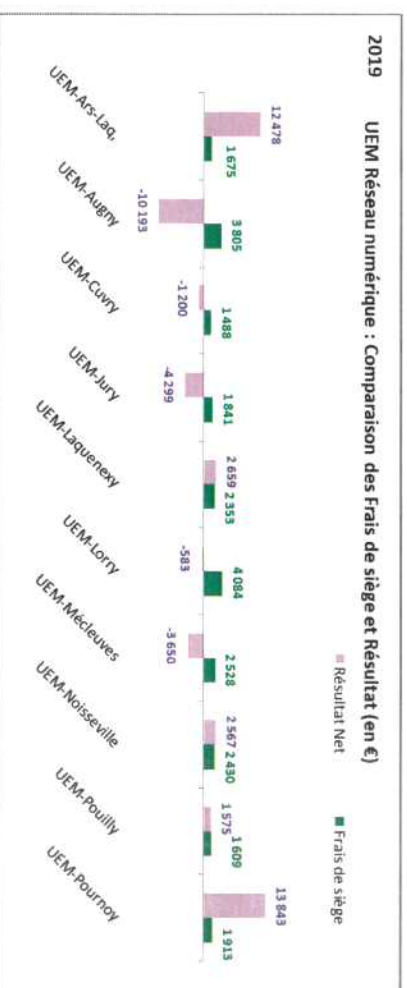 2019 UEM Réseau numérique : Comparaison des Frais de siège et Résultat (en €)
Résultat Net Frais de siège
12 478
1 675
-10 193
3 805
-1 200
1 488
-4 299
1 841
2 659
2 353
-583
4 084
-3 650
2 528
2 567
2 430
1 575
1 609
13 843
1 913
UEM-Ars-Laq,
UEM-Augny
UEM-Cuvry
UEM-Jury
UEM-Laquenexy
UEM-Lorry
UEM-Mécleuves
UEM-Noisseville
UEM-Pouilly
UEM-Pournoy